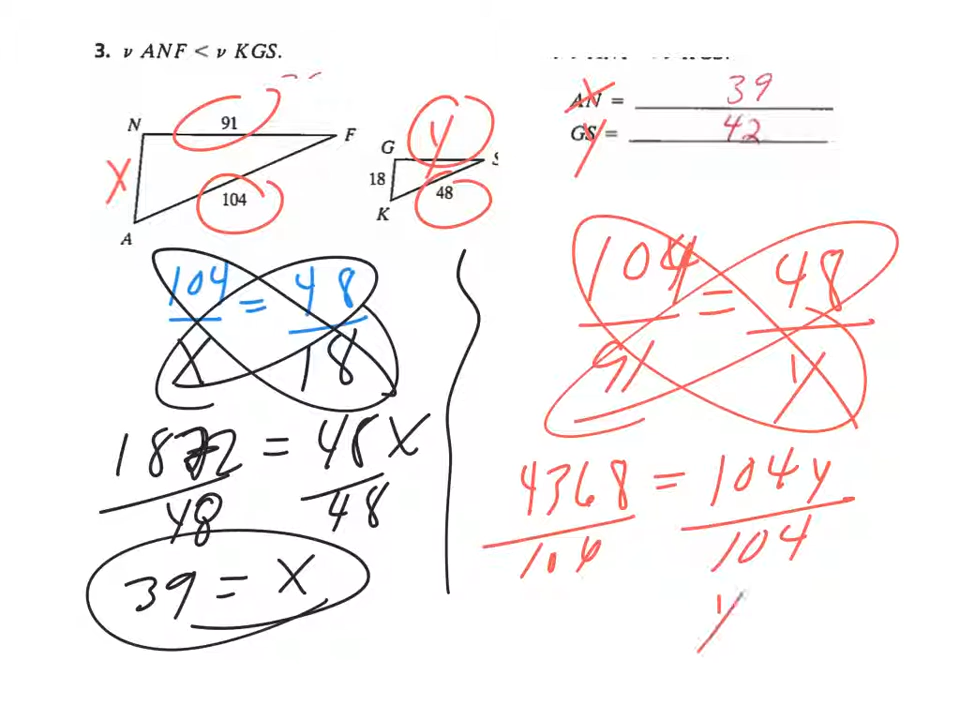 3. ν ANF < ν KGS.
N 91 F
X
104
A
G y
18 48
K
AN = 39
X
GS = 42
y
104 = 48
X 18
1872 = 48X
48 48
39 = X
104 = 48
91 y
4368 = 104y
104 104
y